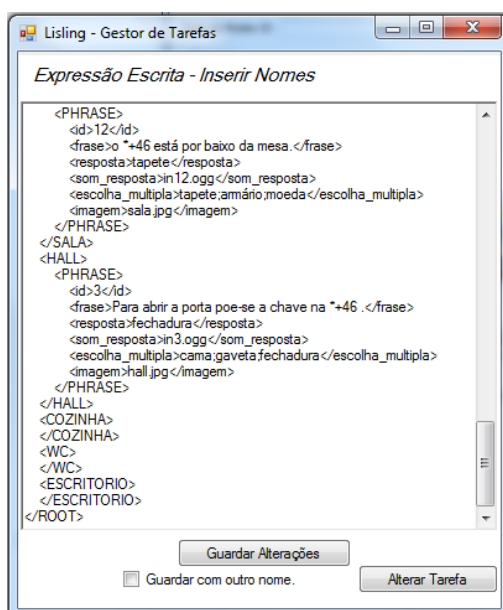 Lisling - Gestor de Tarefas
Expressão Escrita - Inserir Nomes
<PHRASE>
<id>12</id>
<frase>o *+46 está por baixo da mesa.</frase>
<resposta>tapete</resposta>
<som_resposta>in12.ogg</som_resposta>
<escolha_multipla>tapete;armário;moeda</escolha_multipla>
<imagem>sala.jpg</imagem>
</PHRASE>
</SALA>
<HALL>
<PHRASE>
<id>3</id>
<frase>Para abrir a porta poe-se a chave na *+46 .</frase>
<resposta>fechadura</resposta>
<som_resposta>in3.ogg</som_resposta>
<escolha_multipla>cama;gaveta;fechadura</escolha_multipla>
<imagem>hall.jpg</imagem>
</PHRASE>
</HALL>
<COZINHA>
</COZINHA>
<WC>
</WC>
<ESCRITORIO>
</ESCRITORIO>
</ROOT>
Guardar Alterações
Guardar com outro nome.
Alterar Tarefa